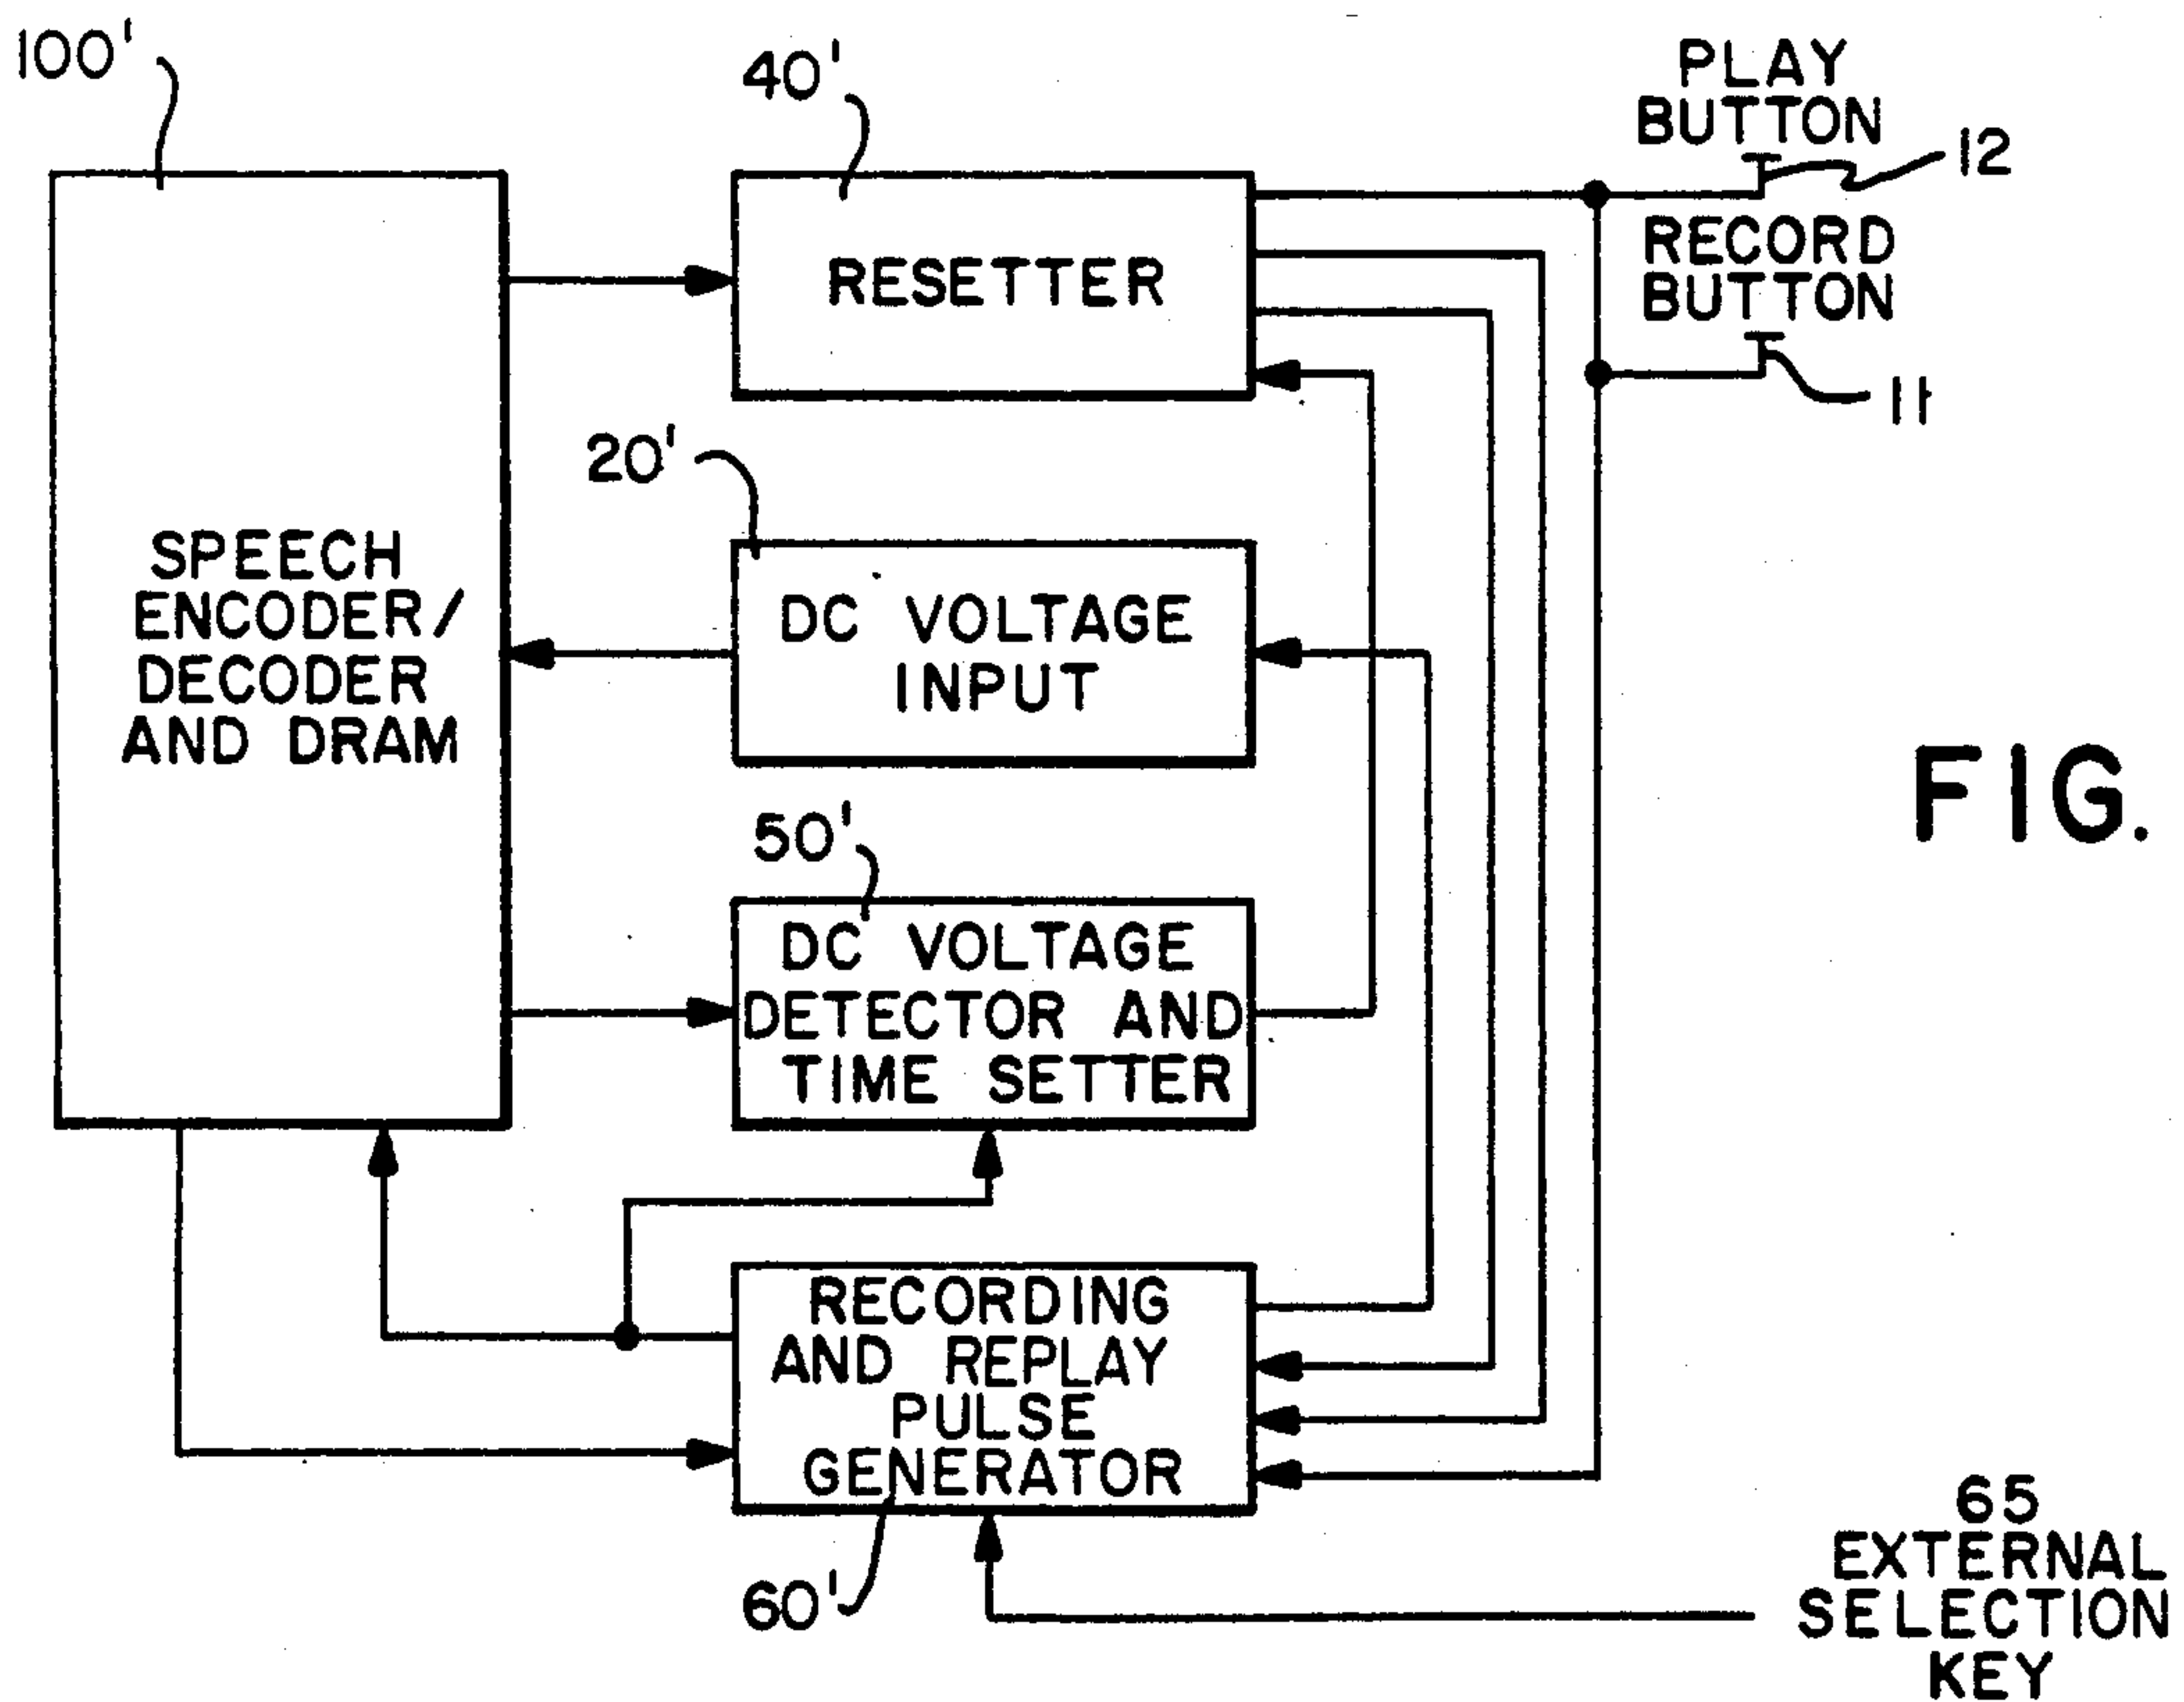 100'
40'
PLAY
BUTTON
12
RECORD
BUTTON
11
RESETTER
20'
DC VOLTAGE
INPUT
SPEECH
ENCODER/
DECODER
AND DRAM
FIG.
50'
DC VOLTAGE
DETECTOR AND
TIME SETTER
RECORDING
AND REPLAY
PULSE
GENERATOR
60'
65
EXTERNAL
SELECTION
KEY